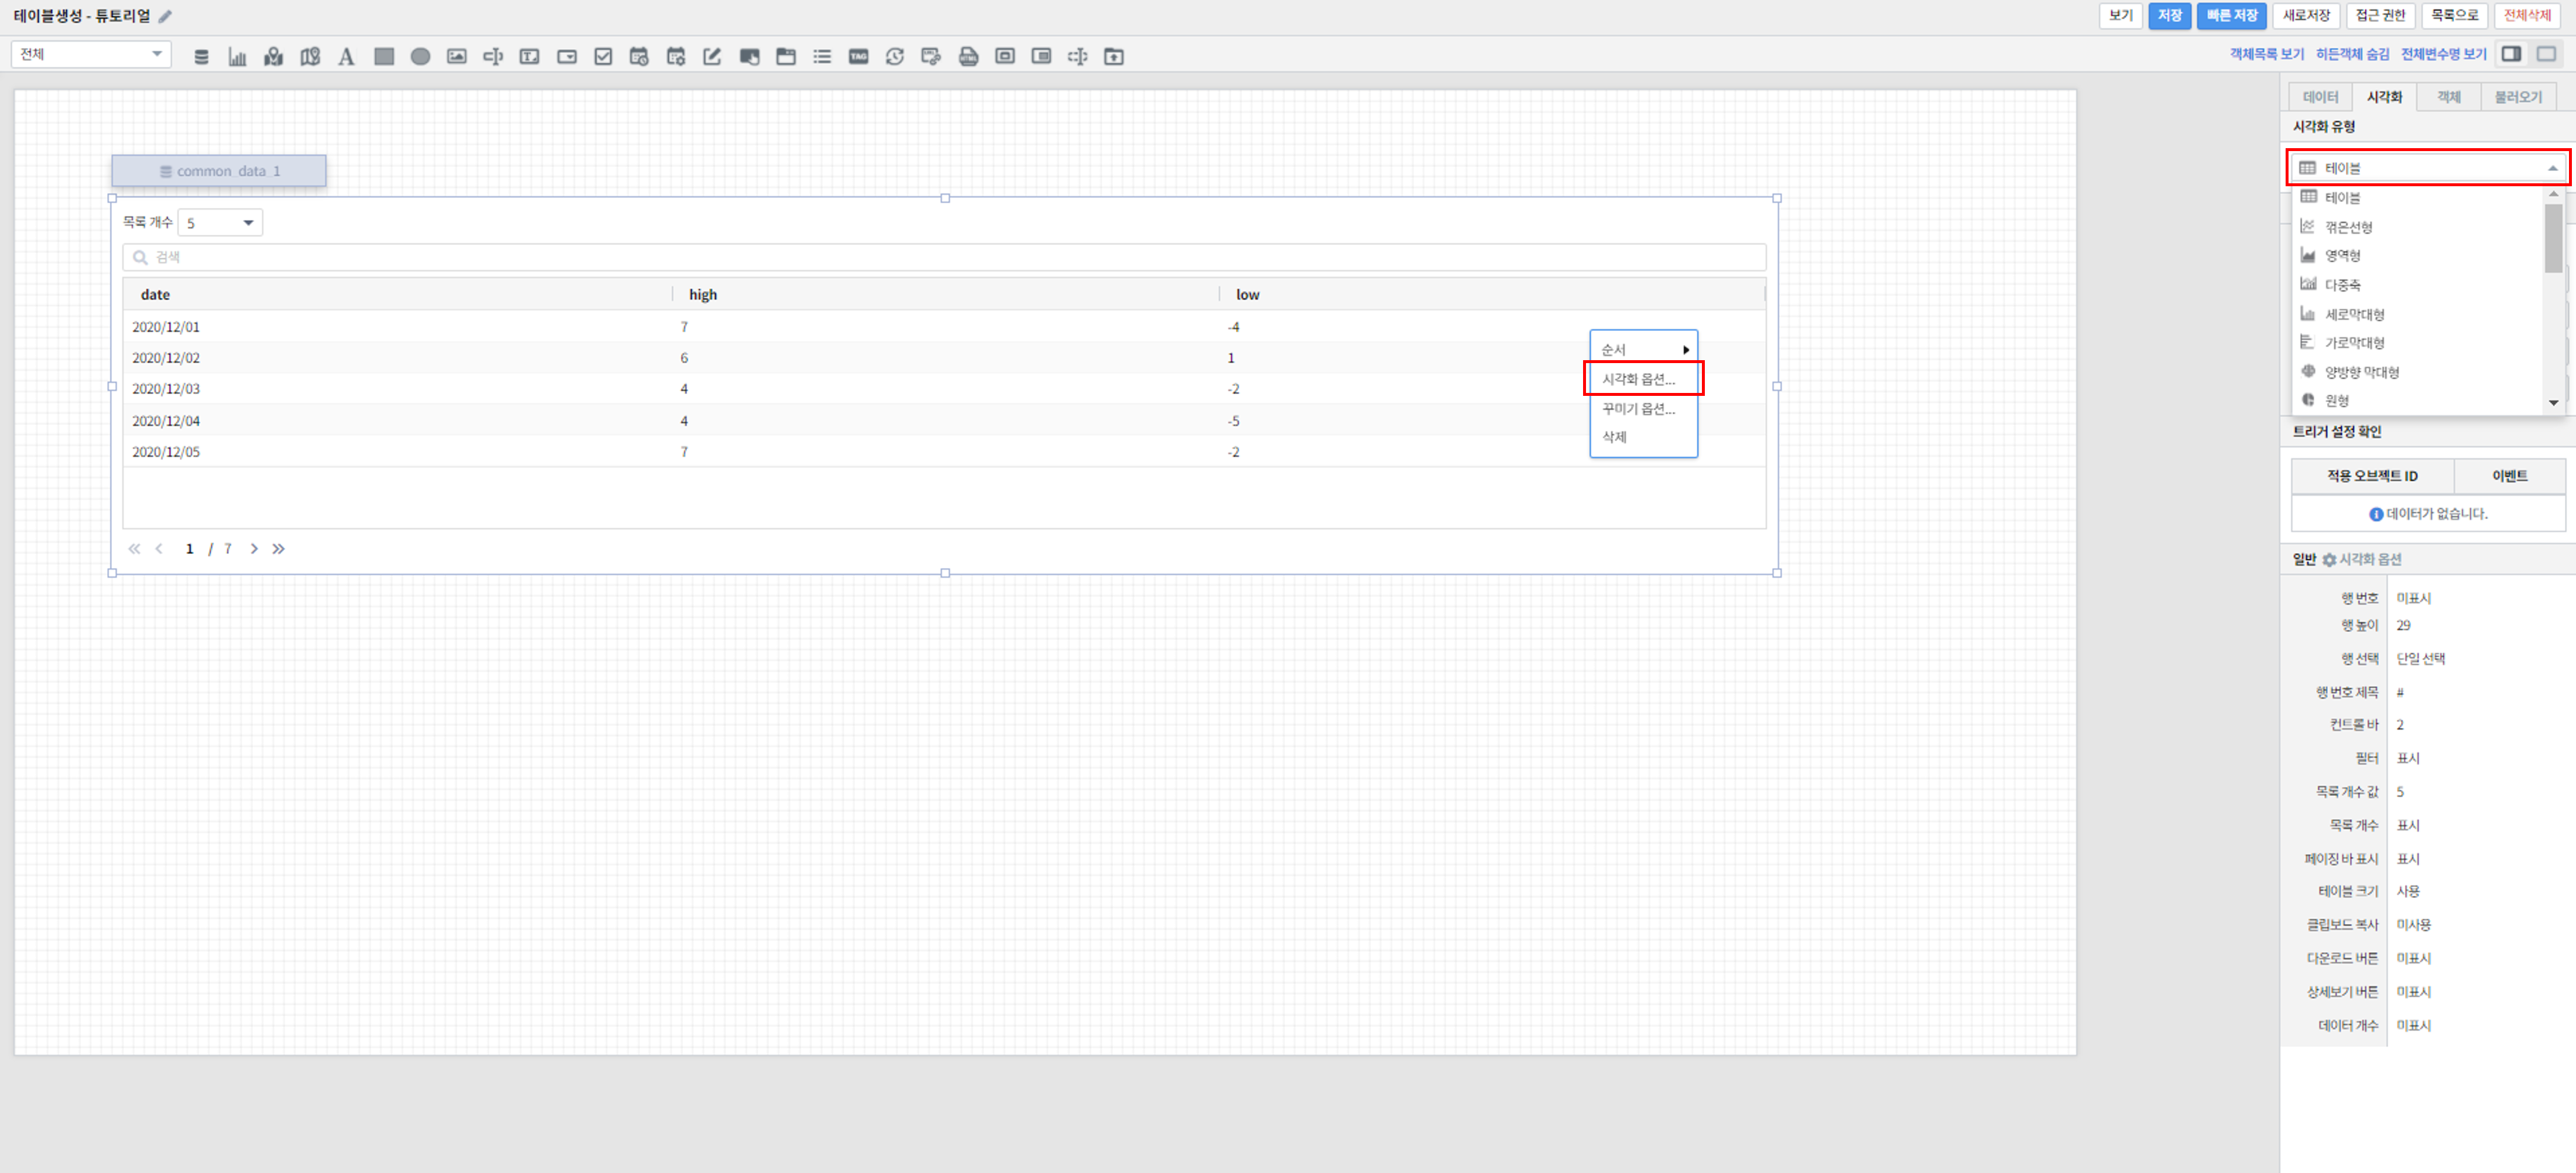 테이블생성 - 튜토리얼
보기 저장 빠른 저장 새로저장 접근 권한 목록으로 전체삭제
전체
A
T
TAG
객체목록 보기 히든객체 숨김 전체변수명 보기
common_data_1
목록 개수 5
검색
date high low
2020/12/01 7 -4
2020/12/02 6 1
2020/12/03 4 -2
2020/12/04 4 -5
2020/12/05 7 -2
1 / 7
순서
시각화 옵션...
꾸미기 옵션...
삭제
데이터 시각화 객체 불러오기
시각화 유형
테이블
테이블
꺾은선형
영역형
다중축
세로막대형
가로막대형
양방향 막대형
원형
트리거 설정 확인
적용 오브젝트 ID 이벤트
데이터가 없습니다.
일반 시각화 옵션
행 번호 미표시
행 높이 29
행 선택 단일 선택
행 번호 제목 #
컨트롤 바 2
필터 표시
목록 개수 값 5
목록 개수 표시
페이징 바 표시 표시
테이블 크기 사용
클립보드 복사 미사용
다운로드 버튼 미표시
상세보기 버튼 미표시
데이터 개수 미표시